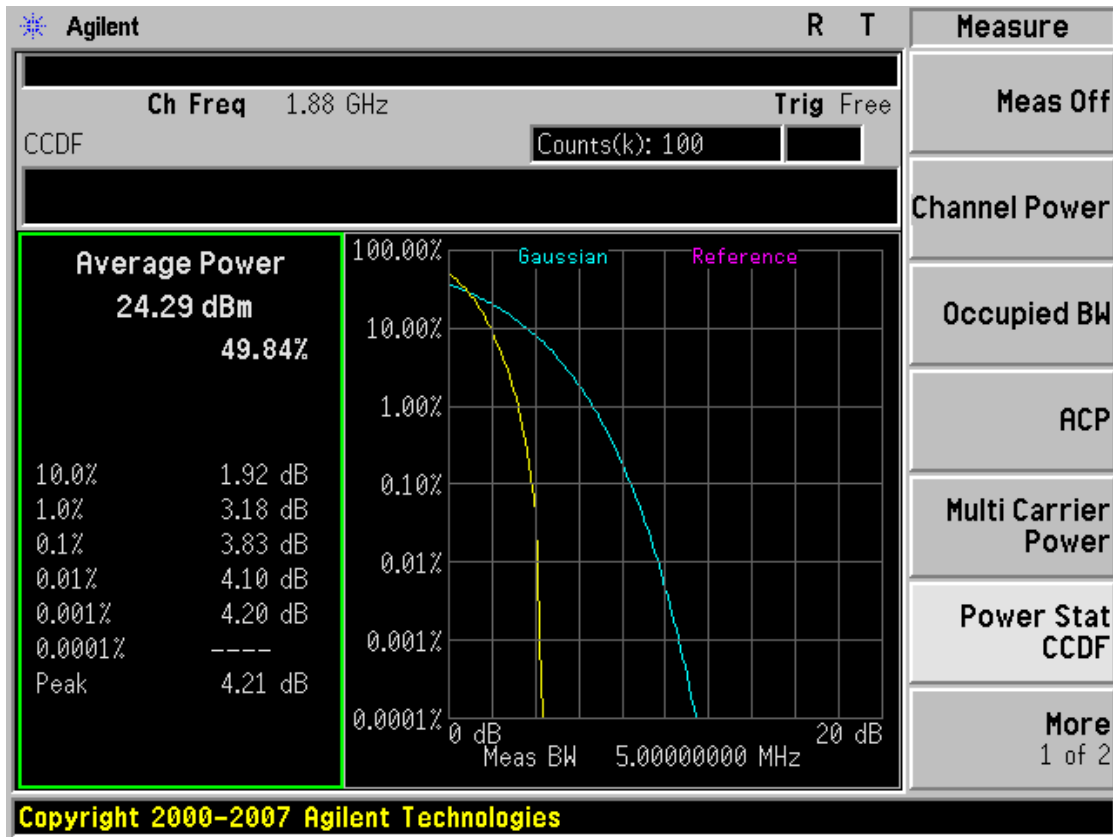 Agilent R T
Ch Freq 1.88 GHz Trig Free
CCDF Counts(k): 100
Average Power
24.29 dBm
49.84%
10.0% 1.92 dB
1.0% 3.18 dB
0.1% 3.83 dB
0.01% 4.10 dB
0.001% 4.20 dB
0.0001% ----
Peak 4.21 dB
Gaussian Reference
100.00%
10.00%
1.00%
0.10%
0.01%
0.001%
0.0001%
0 dB 20 dB
Meas BW 5.00000000 MHz
Measure
Meas Off
Channel Power
Occupied BW
ACP
Multi Carrier
Power
Power Stat
CCDF
More
1 of 2
Copyright 2000-2007 Agilent Technologies